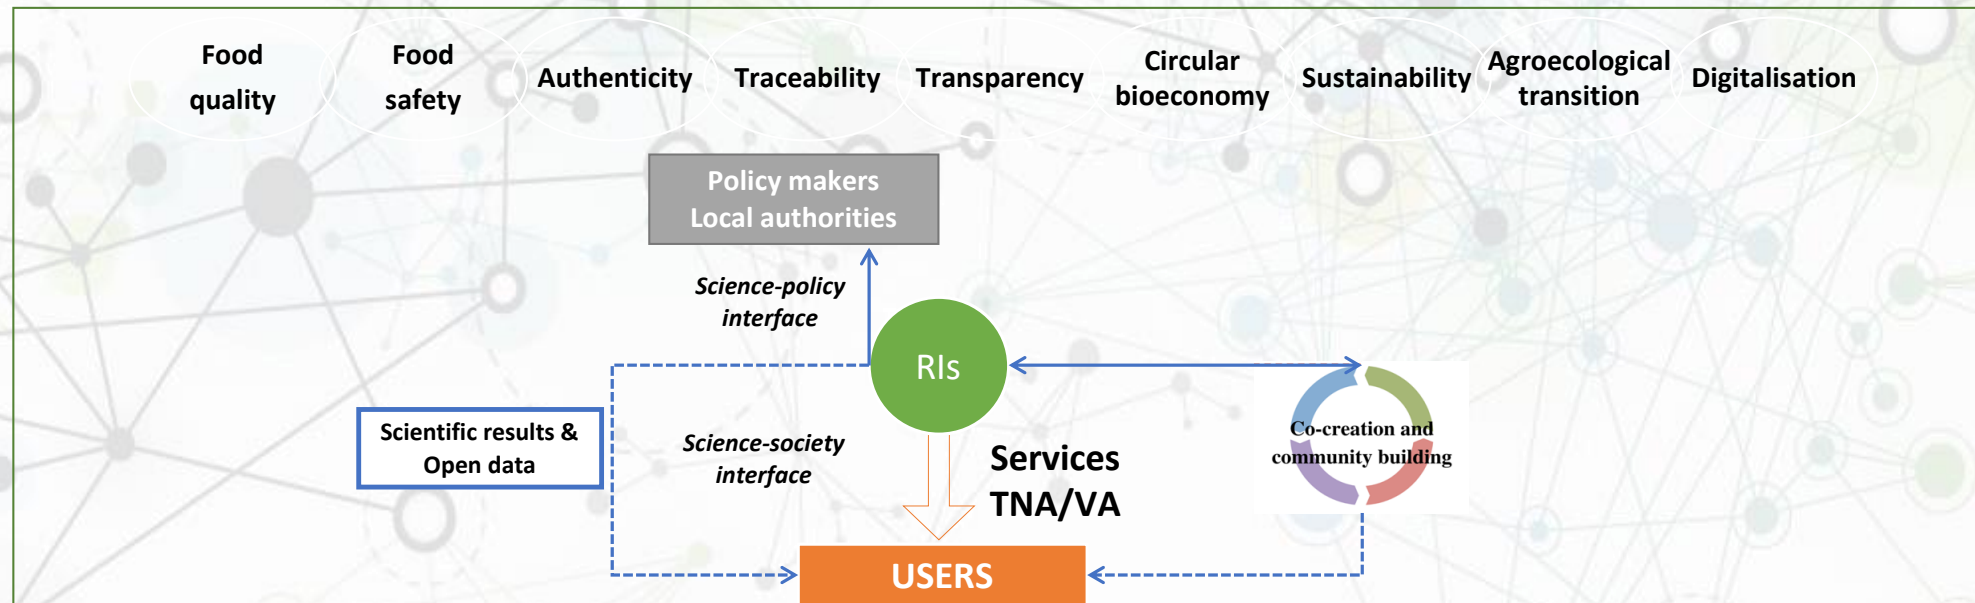 Food
quality
Food
safety
Authenticity
Traceability
Transparency
Circular
bioeconomy
Sustainability
Agroecological
transition
Digitalisation
Policy makers
Local authorities
Science-policy
interface
RIs
Scientific results &
Open data
Science-society
interface
Services
TNA/VA
Co-creation and
community building
USERS